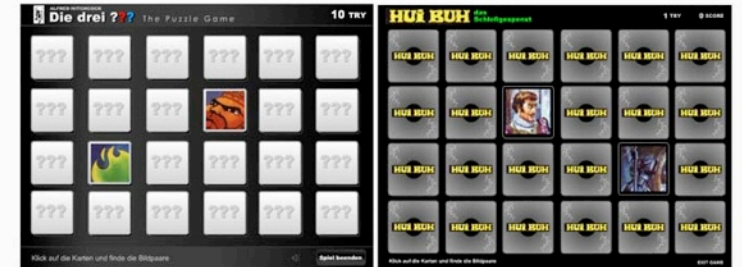 ALFRED HITCHCOCK
Die drei ??? The Puzzle Game 10 TRY
??? ??? ??? ??? ??? ???
??? ??? ??? ??? ???
??? ??? ??? ??? ???
??? ??? ??? ??? ??? ???
Klick auf die Karten und finde die Bildpaare Spiel beenden
HUI BUH das Schloßgespenst 1 TRY 0 SCORE
HUI BUH HUI BUH HUI BUH HUI BUH HUI BUH HUI BUH
HUI BUH HUI BUH HUI BUH HUI BUH HUI BUH
HUI BUH HUI BUH HUI BUH HUI BUH HUI BUH
HUI BUH HUI BUH HUI BUH HUI BUH HUI BUH HUI BUH
Klick auf die Karten und finde die Bildpaare EXIT GAME